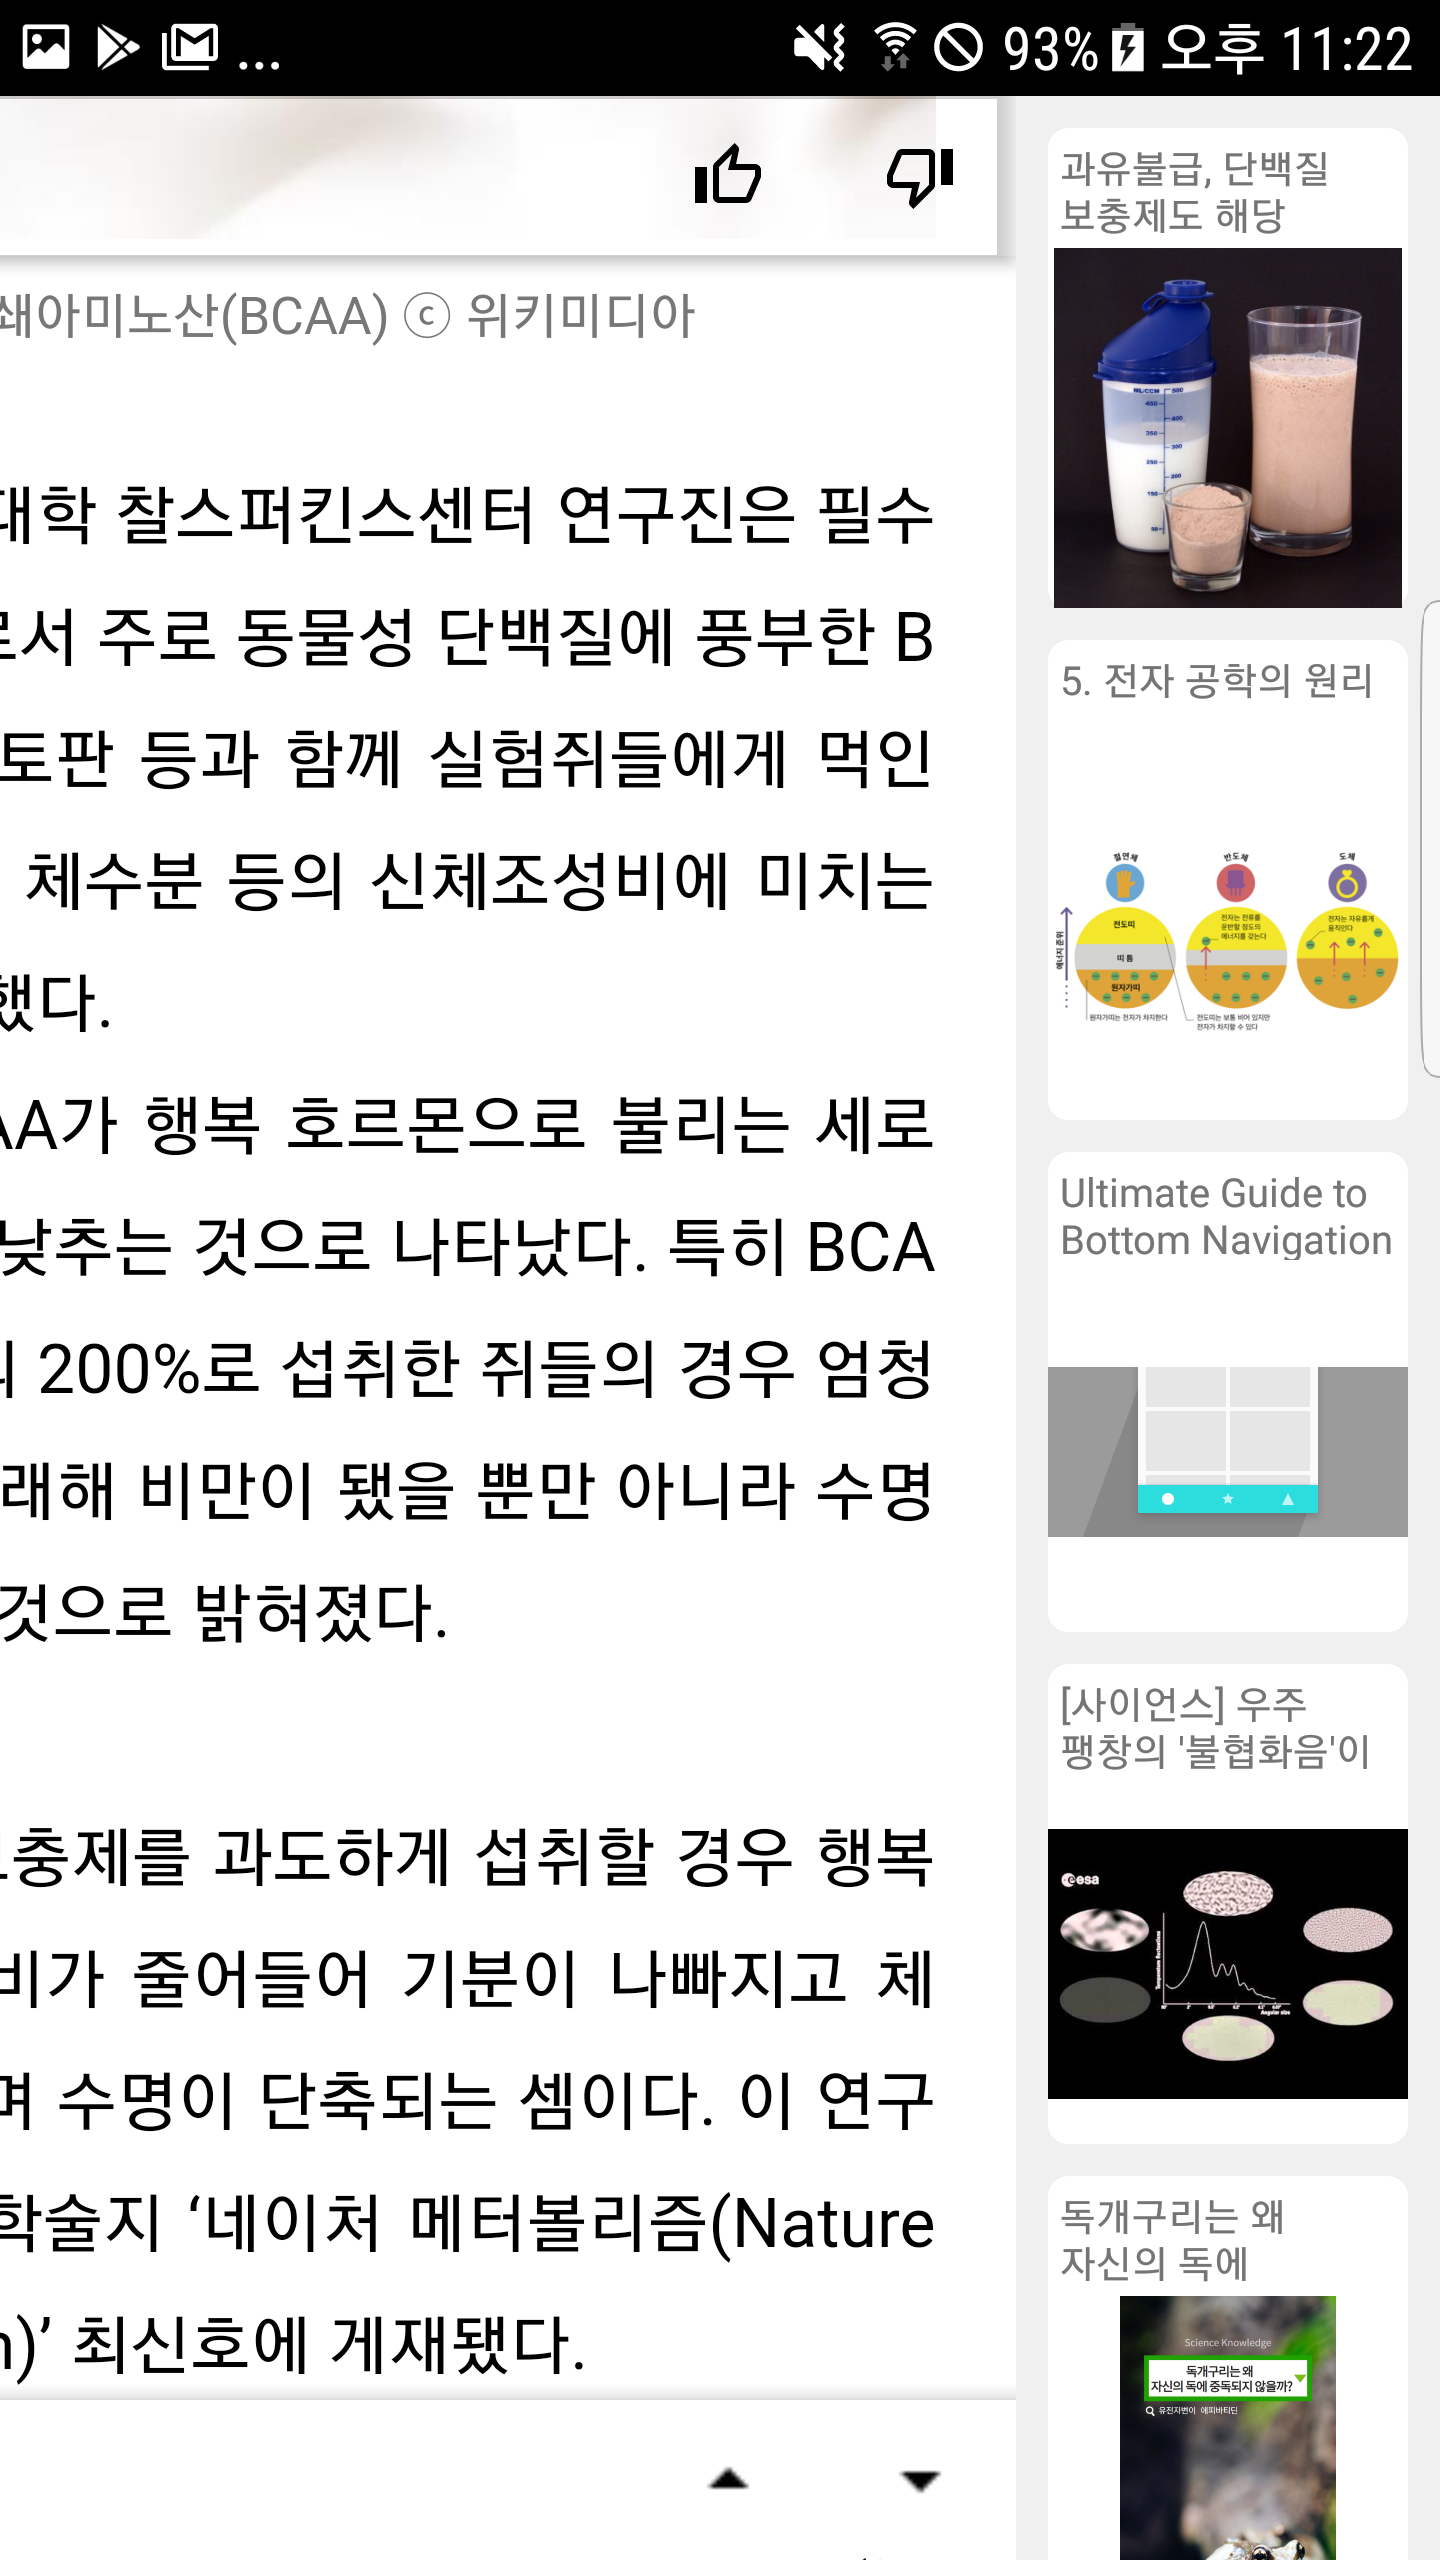 ... 93% 오후 11:22
쇄아미노산(BCAA) ⓒ 위키미디아
대학 찰스퍼킨스센터 연구진은 필수
로서 주로 동물성 단백질에 풍부한 B
토판 등과 함께 실험쥐들에게 먹인
체수분 등의 신체조성비에 미치는
했다.
AA가 행복 호르몬으로 불리는 세로
낮추는 것으로 나타났다. 특히 BCA
의 200%로 섭취한 쥐들의 경우 엄청
래해 비만이 됐을 뿐만 아니라 수명
것으로 밝혀졌다.
보충제를 과도하게 섭취할 경우 행복
비가 줄어들어 기분이 나빠지고 체
며 수명이 단축되는 셈이다. 이 연구
학술지 ‘네이처 메터볼리즘(Nature
n)’ 최신호에 게재됐다.
과유불급, 단백질
보충제도 해당
ML/CCM 500
450
400
350
300
250
200
150
50
5. 전자 공학의 원리
절연체 반도체 도체
에너지 준위
전도띠
띠 틈
원자가띠
원자가띠는 전자가 차지한다
전자는 전류를
운반할 정도의
에너지를 갖는다
전도띠는 보통 비어 있지만
전자가 차지할 수 있다
전자는 자유롭게
움직인다
Ultimate Guide to
Bottom Navigation
[사이언스] 우주
팽창의 '불협화음'이
esa
Temperature fluctuations
Angular size
독개구리는 왜
자신의 독에
Science Knowledge
독개구리는 왜
자신의 독에 중독되지 않을까?
유전자변이 에피바티딘